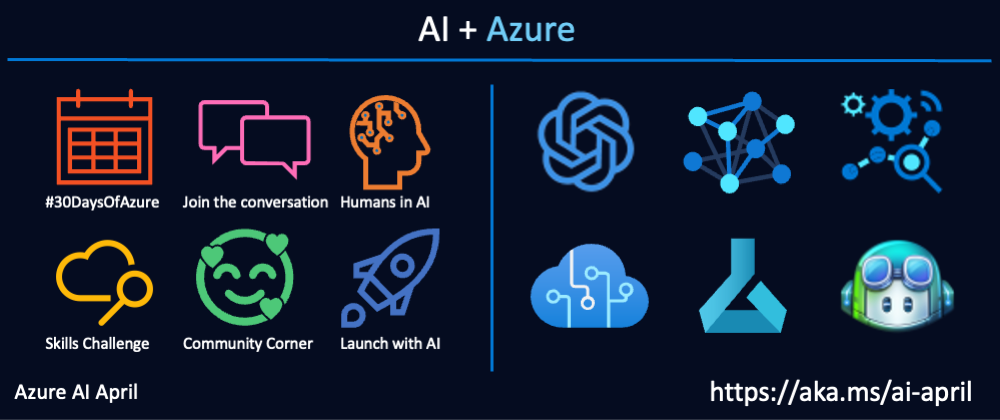 AI + Azure
#30DaysOfAzure
Join the conversation
Humans in AI
Skills Challenge
Community Corner
Launch with AI
Azure AI April
https://aka.ms/ai-april